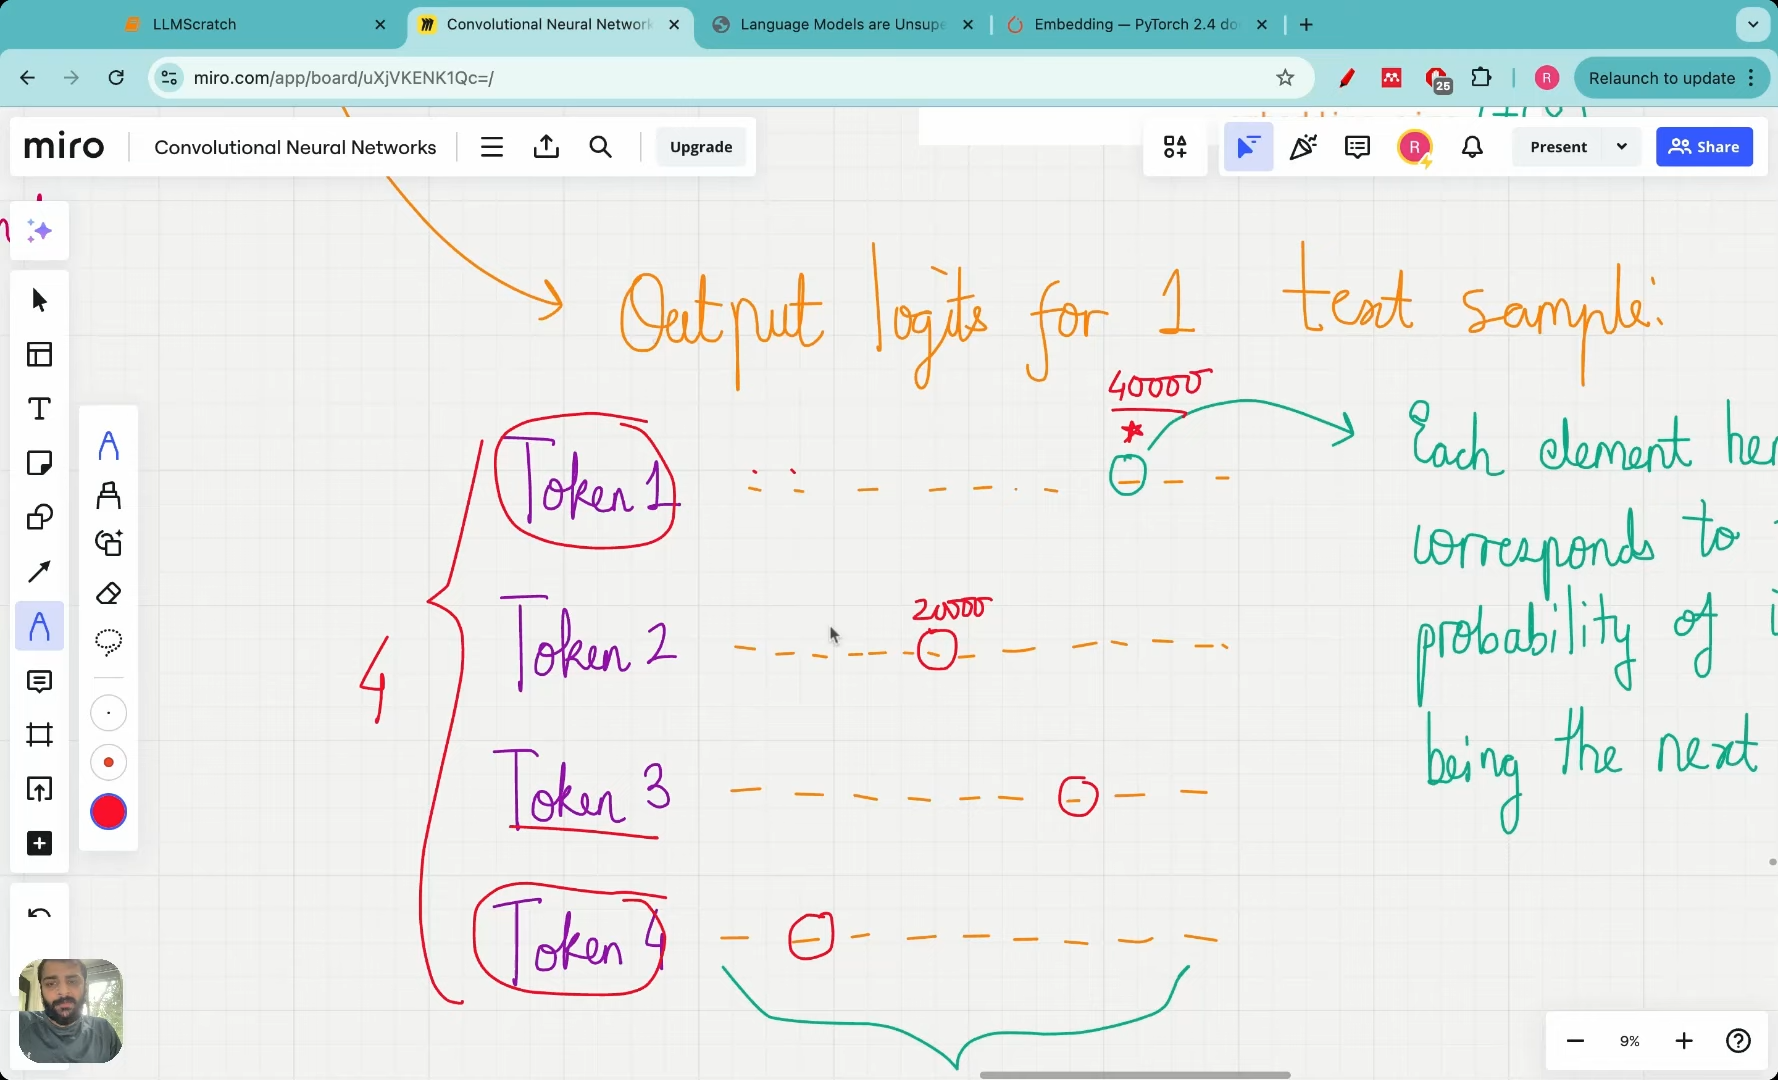 LLMScratch
Convolutional Neural Network
Language Models are Unsupe
Embedding — PyTorch 2.4 do
miro.com/app/board/uXjVKENK1Qc=/
25
R
Relaunch to update
miro
Convolutional Neural Networks
Upgrade
R
Present
Share
Output logits for 1 text sample:
40000
Token 1
Each element her
corresponds to
probability of i
being the next
20000
Token 2
4
Token 3
Token 4
9%